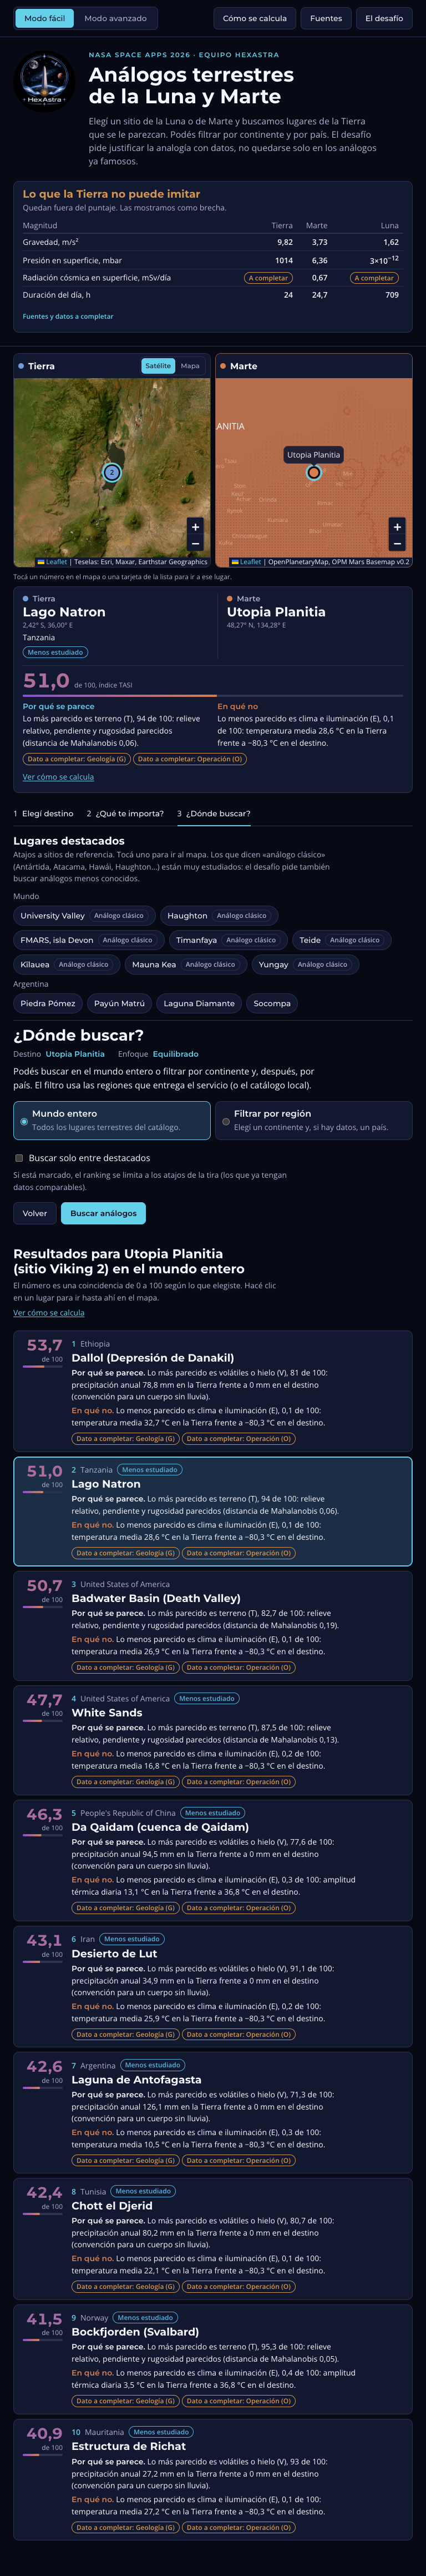 Modo fácil
Modo avanzado
Cómo se calcula
Fuentes
El desafío
HexAstra
NASA SPACE APPS 2026 · EQUIPO HEXASTRA
Análogos terrestres
de la Luna y Marte
Elegí un sitio de la Luna o de Marte y buscamos lugares de la Tierra
que se le parezcan. Podés filtrar por continente y por país. El desafío
pide justificar la analogía con datos, no quedarse solo en los análogos
ya famosos.
Lo que la Tierra no puede imitar
Quedan fuera del puntaje. Las mostramos como brecha.
Magnitud Tierra Marte Luna
Gravedad, m/s² 9,82 3,73 1,62
Presión en superficie, mbar 1014 6,36 3×10⁻¹²
Radiación cósmica en superficie, mSv/día A completar 0,67 A completar
Duración del día, h 24 24,7 709
Fuentes y datos a completar
Tierra
Satélite
Mapa
2
+
−
Leaflet | Teselas: Esri, Maxar, Earthstar Geographics
Marte
ANITIA
Utopia Planitia
+
−
Leaflet | OpenPlanetaryMap, OPM Mars Basemap v0.2
Tocá un número en el mapa o una tarjeta de la lista para ir a ese lugar.
Tierra
Lago Natron
2,42° S, 36,00° E
Tanzania
Menos estudiado
Marte
Utopia Planitia
48,27° N, 134,28° E
51,0 de 100, índice TASI
Por qué se parece
Lo más parecido es terreno (T), 94 de 100: relieve
relativo, pendiente y rugosidad parecidos
(distancia de Mahalanobis 0,06).
En qué no
Lo menos parecido es clima e iluminación (E), 0,1
de 100: temperatura media 28,6 °C en la Tierra
frente a −80,3 °C en el destino.
Dato a completar: Geología (G)
Dato a completar: Operación (O)
Ver cómo se calcula
1 Elegí destino
2 ¿Qué te importa?
3 ¿Dónde buscar?
Lugares destacados
Atajos a sitios de referencia. Tocá uno para ir al mapa. Los que dicen «análogo clásico»
(Antártida, Atacama, Hawái, Haughton…) están muy estudiados: el desafío pide también
buscar análogos menos conocidos.
Mundo
University Valley Análogo clásico
Haughton Análogo clásico
FMARS, isla Devon Análogo clásico
Timanfaya Análogo clásico
Teide Análogo clásico
Kīlauea Análogo clásico
Mauna Kea Análogo clásico
Yungay Análogo clásico
Argentina
Piedra Pómez
Payún Matrú
Laguna Diamante
Socompa
¿Dónde buscar?
Destino Utopia Planitia Enfoque Equilibrado
Podés buscar en el mundo entero o filtrar por continente y, después, por
país. El filtro usa las regiones que entrega el servicio (o el catálogo local).
Mundo entero
Todos los lugares terrestres del catálogo.
Filtrar por región
Elegí un continente y, si hay datos, un país.
Buscar solo entre destacados
Si está marcado, el ranking se limita a los atajos de la tira (los que ya tengan
datos comparables).
Volver
Buscar análogos
Resultados para Utopia Planitia
(sitio Viking 2) en el mundo entero
El número es una coincidencia de 0 a 100 según lo que elegiste. Hacé clic
en un lugar para ir hasta ahí en el mapa.
Ver cómo se calcula
53,7
de 100
1 Ethiopia
Dallol (Depresión de Danakil)
Por qué se parece. Lo más parecido es volátiles o hielo (V), 81 de 100:
precipitación anual 78,8 mm en la Tierra frente a 0 mm en el destino
(convención para un cuerpo sin lluvia).
En qué no. Lo menos parecido es clima e iluminación (E), 0,1 de 100:
temperatura media 32,7 °C en la Tierra frente a −80,3 °C en el destino.
Dato a completar: Geología (G)
Dato a completar: Operación (O)
51,0
de 100
2 Tanzania Menos estudiado
Lago Natron
Por qué se parece. Lo más parecido es terreno (T), 94 de 100: relieve
relativo, pendiente y rugosidad parecidos (distancia de Mahalanobis 0,06).
En qué no. Lo menos parecido es clima e iluminación (E), 0,1 de 100:
temperatura media 28,6 °C en la Tierra frente a −80,3 °C en el destino.
Dato a completar: Geología (G)
Dato a completar: Operación (O)
50,7
de 100
3 United States of America
Badwater Basin (Death Valley)
Por qué se parece. Lo más parecido es terreno (T), 82,7 de 100: relieve
relativo, pendiente y rugosidad parecidos (distancia de Mahalanobis 0,19).
En qué no. Lo menos parecido es clima e iluminación (E), 0,1 de 100:
temperatura media 26,9 °C en la Tierra frente a −80,3 °C en el destino.
Dato a completar: Geología (G)
Dato a completar: Operación (O)
47,7
de 100
4 United States of America Menos estudiado
White Sands
Por qué se parece. Lo más parecido es terreno (T), 87,5 de 100: relieve
relativo, pendiente y rugosidad parecidos (distancia de Mahalanobis 0,13).
En qué no. Lo menos parecido es clima e iluminación (E), 0,2 de 100:
temperatura media 16,8 °C en la Tierra frente a −80,3 °C en el destino.
Dato a completar: Geología (G)
Dato a completar: Operación (O)
46,3
de 100
5 People's Republic of China Menos estudiado
Da Qaidam (cuenca de Qaidam)
Por qué se parece. Lo más parecido es volátiles o hielo (V), 77,6 de 100:
precipitación anual 94,5 mm en la Tierra frente a 0 mm en el destino
(convención para un cuerpo sin lluvia).
En qué no. Lo menos parecido es clima e iluminación (E), 0,3 de 100: amplitud
térmica diaria 13,1 °C en la Tierra frente a 36,8 °C en el destino.
Dato a completar: Geología (G)
Dato a completar: Operación (O)
43,1
de 100
6 Iran Menos estudiado
Desierto de Lut
Por qué se parece. Lo más parecido es volátiles o hielo (V), 91,1 de 100:
precipitación anual 34,9 mm en la Tierra frente a 0 mm en el destino
(convención para un cuerpo sin lluvia).
En qué no. Lo menos parecido es clima e iluminación (E), 0,2 de 100:
temperatura media 25,9 °C en la Tierra frente a −80,3 °C en el destino.
Dato a completar: Geología (G)
Dato a completar: Operación (O)
42,6
de 100
7 Argentina Menos estudiado
Laguna de Antofagasta
Por qué se parece. Lo más parecido es volátiles o hielo (V), 71,3 de 100:
precipitación anual 126,1 mm en la Tierra frente a 0 mm en el destino
(convención para un cuerpo sin lluvia).
En qué no. Lo menos parecido es clima e iluminación (E), 0,3 de 100:
temperatura media 10,5 °C en la Tierra frente a −80,3 °C en el destino.
Dato a completar: Geología (G)
Dato a completar: Operación (O)
42,4
de 100
8 Tunisia Menos estudiado
Chott el Djerid
Por qué se parece. Lo más parecido es volátiles o hielo (V), 80,7 de 100:
precipitación anual 80,2 mm en la Tierra frente a 0 mm en el destino
(convención para un cuerpo sin lluvia).
En qué no. Lo menos parecido es clima e iluminación (E), 0,1 de 100:
temperatura media 22,1 °C en la Tierra frente a −80,3 °C en el destino.
Dato a completar: Geología (G)
Dato a completar: Operación (O)
41,5
de 100
9 Norway Menos estudiado
Bockfjorden (Svalbard)
Por qué se parece. Lo más parecido es terreno (T), 95,3 de 100: relieve
relativo, pendiente y rugosidad parecidos (distancia de Mahalanobis 0,05).
En qué no. Lo menos parecido es clima e iluminación (E), 0,4 de 100: amplitud
térmica diaria 3,5 °C en la Tierra frente a 36,8 °C en el destino.
Dato a completar: Geología (G)
Dato a completar: Operación (O)
40,9
de 100
10 Mauritania Menos estudiado
Estructura de Richat
Por qué se parece. Lo más parecido es volátiles o hielo (V), 93 de 100:
precipitación anual 27,2 mm en la Tierra frente a 0 mm en el destino
(convención para un cuerpo sin lluvia).
En qué no. Lo menos parecido es clima e iluminación (E), 0,1 de 100:
temperatura media 27,2 °C en la Tierra frente a −80,3 °C en el destino.
Dato a completar: Geología (G)
Dato a completar: Operación (O)